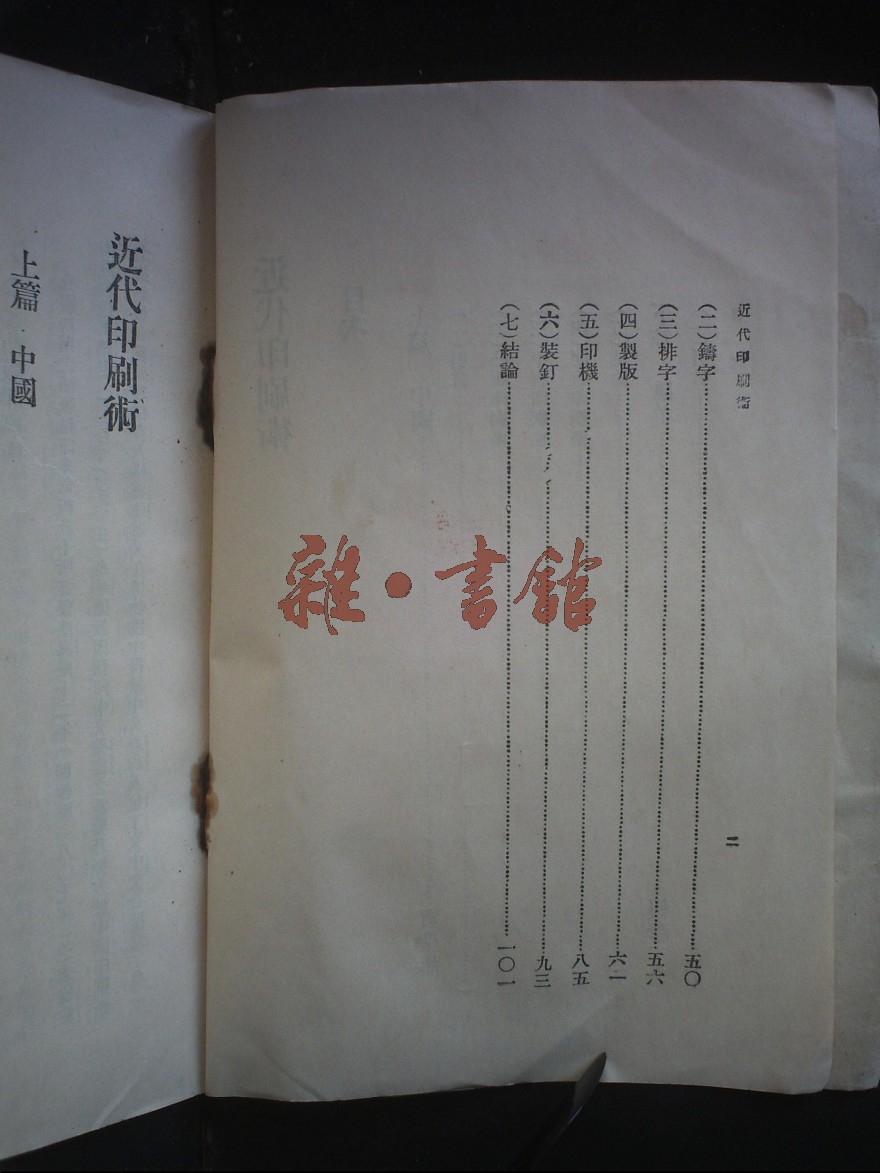 近代印刷術
二
(二)鑄字……五〇
(三)排字……五六
(四)製版……六一
(五)印機……八五
(六)裝釘……九三
(七)結論……一〇一
近代印刷術
上篇 中國
雜·書館